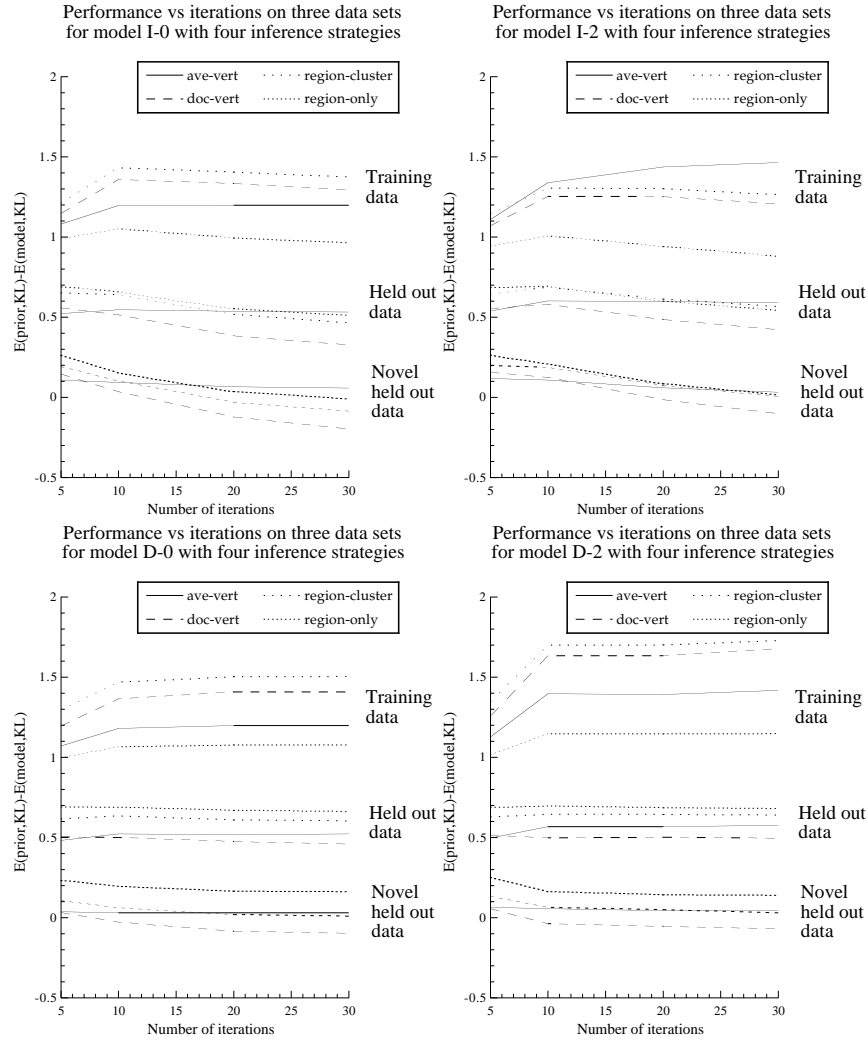 Performance vs iterations on three data sets
for model I-0 with four inference strategies
2
1.5
1
0.5
0
-0.5
E(prior,KL)-E(model,KL)
ave-vert
region-cluster
doc-vert
region-only
Training
data
Held out
data
Novel
held out
data
5 10 15 20 25 30
Number of iterations
Performance vs iterations on three data sets
for model I-2 with four inference strategies
2
1.5
1
0.5
0
-0.5
E(prior,KL)-E(model,KL)
ave-vert
region-cluster
doc-vert
region-only
Training
data
Held out
data
Novel
held out
data
5 10 15 20 25 30
Number of iterations
Performance vs iterations on three data sets
for model D-0 with four inference strategies
2
1.5
1
0.5
0
-0.5
E(prior,KL)-E(model,KL)
ave-vert
region-cluster
doc-vert
region-only
Training
data
Held out
data
Novel
held out
data
5 10 15 20 25 30
Number of iterations
Performance vs iterations on three data sets
for model D-2 with four inference strategies
2
1.5
1
0.5
0
-0.5
E(prior,KL)-E(model,KL)
ave-vert
region-cluster
doc-vert
region-only
Training
data
Held out
data
Novel
held out
data
5 10 15 20 25 30
Number of iterations